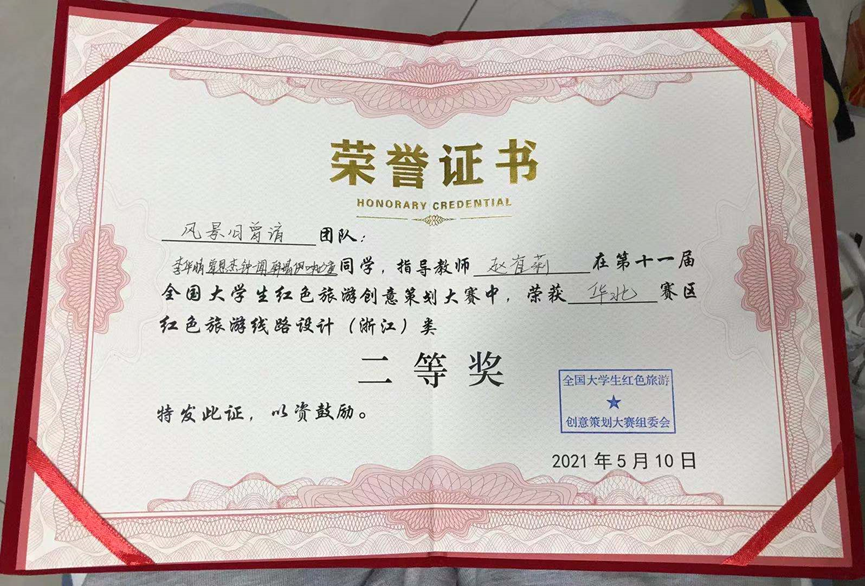 荣誉证书
HONORARY CREDENTIAL
风景旧曾谙 团队：
同学，指导教师 在第十一届
全国大学生红色旅游创意策划大赛中，荣获 华北 赛区
红色旅游线路设计（浙江）类
二等奖
特发此证，以资鼓励。
全国大学生红色旅游
创意策划大赛组委会
2021年5月10日